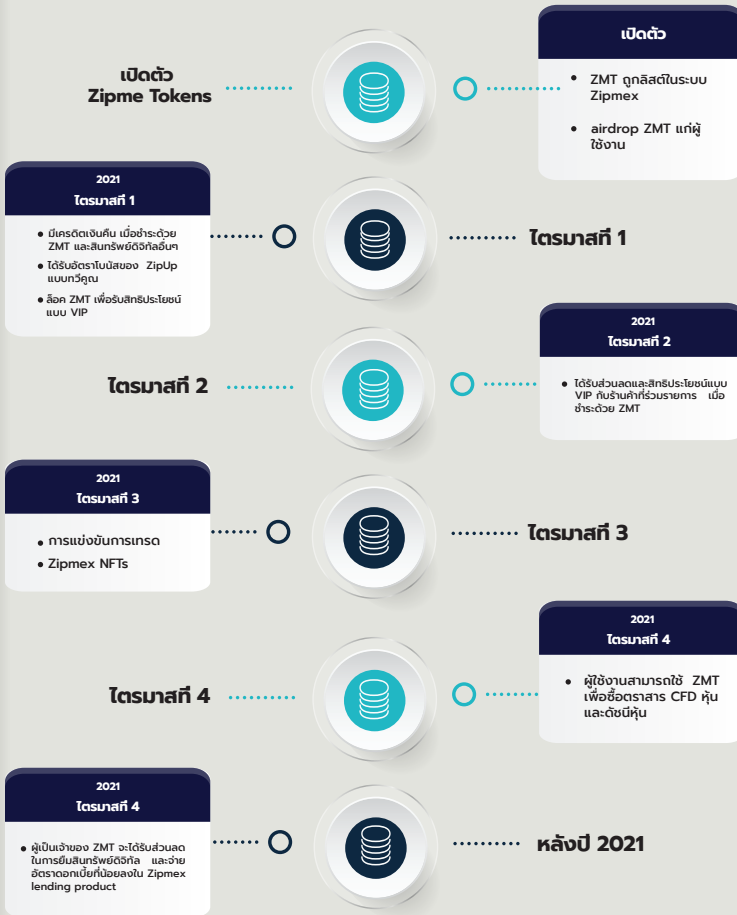 เปิดตัว
Zipme Tokens
เปิดตัว
• ZMT ถูกลิสต์ในระบบ
Zipmex
• airdrop ZMT แก่ผู้
ใช้งาน
2021
ไตรมาสที่ 1
• มีเครดิตเงินคืน เมื่อชำระด้วย
ZMT และสินทรัพย์ดิจิทัลอื่นๆ
• ได้รับอัตราโบนัสของ ZipUp
แบบทวีคูณ
• ล็อค ZMT เพื่อรับสิทธิประโยชน์
แบบ VIP
ไตรมาสที่ 1
ไตรมาสที่ 2
2021
ไตรมาสที่ 2
• ได้รับส่วนลดและสิทธิประโยชน์แบบ
VIP กับร้านค้าที่ร่วมรายการ เมื่อ
ชำระด้วย ZMT
2021
ไตรมาสที่ 3
• การแข่งขันการเทรด
• Zipmex NFTs
ไตรมาสที่ 3
ไตรมาสที่ 4
2021
ไตรมาสที่ 4
• ผู้ใช้งานสามารถใช้ ZMT
เพื่อซื้อตราสาร CFD หุ้น
และดัชนีหุ้น
2021
ไตรมาสที่ 4
• ผู้เป็นเจ้าของ ZMT จะได้รับส่วนลด
ในการยืมสินทรัพย์ดิจิทัล และจ่าย
อัตราดอกเบี้ยที่น้อยลงใน Zipmex
lending product
หลังปี 2021